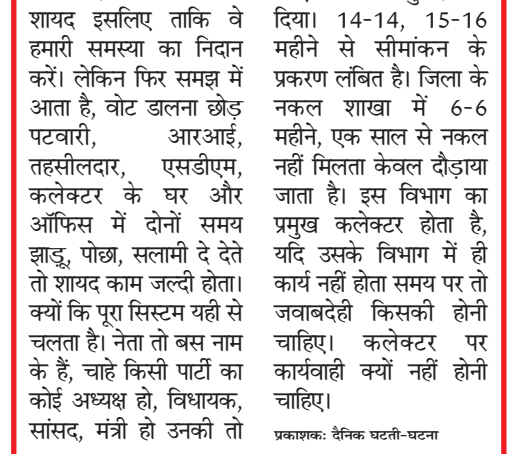 शायद इसलिए ताकि वे
हमारी समस्या का निदान
करें। लेकिन फिर समझ में
आता है, वोट डालना छोड़
पटवारी, आरआई,
तहसीलदार, एसडीएम,
कलेक्टर के घर और
ऑफिस में दोनों समय
झाडू, पोछा, सलामी दे देते
तो शायद काम जल्दी होता।
क्यों कि पूरा सिस्टम यही से
चलता है। नेता तो बस नाम
के हैं, चाहे किसी पार्टी का
कोई अध्यक्ष हो, विधायक,
सांसद, मंत्री हो उनकी तो
दिया। 14-14, 15-16
महीने से सीमांकन के
प्रकरण लंबित है। जिला के
नकल शाखा में 6-6
महीने, एक साल से नकल
नहीं मिलता केवल दौड़ाया
जाता है। इस विभाग का
प्रमुख कलेक्टर होता है,
यदि उसके विभाग में ही
कार्य नहीं होता समय पर तो
जवाबदेही किसकी होनी
चाहिए। कलेक्टर पर
कार्यवाही क्यों नहीं होनी
चाहिए।
प्रकाशक: दैनिक घटती-घटना